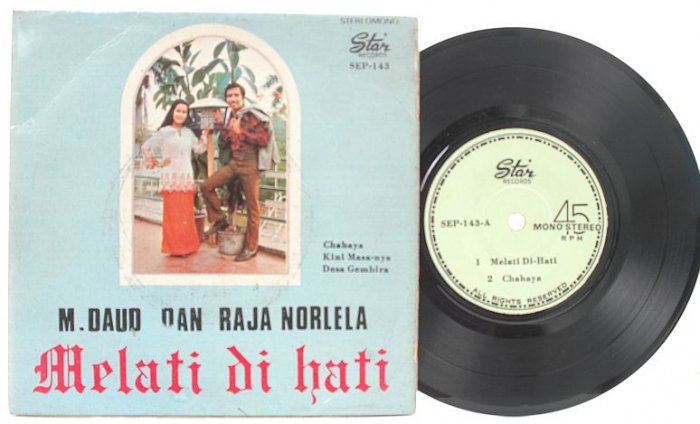 STEREOMONO
Star
RECORDS
SEP-143
Chahaya
Kini Masa-nya
Desa Gembira
M.DAUD DAN RAJA NORLELA
Melati di hati
Star
RECORDS
SEP-143-A
45
MONO STEREO
RPM
1 Melati Di-Hati
2 Chahaya
ALL RIGHTS RESERVED